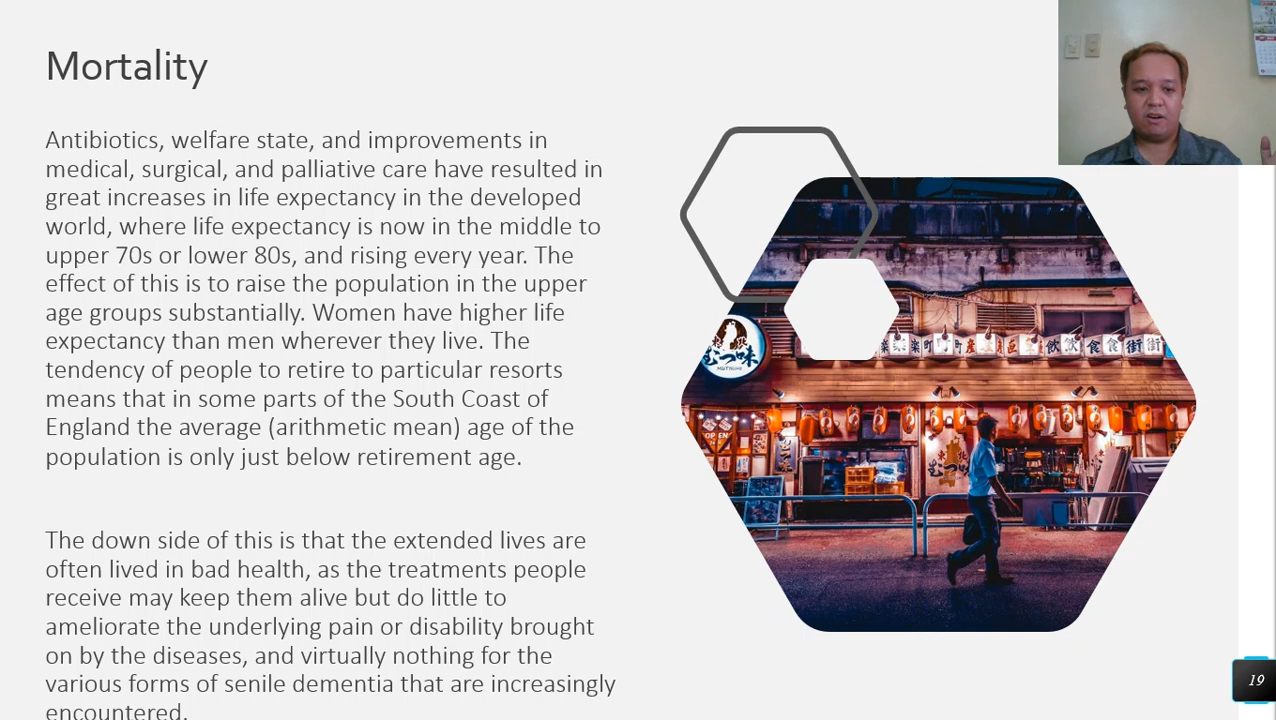 Mortality
Antibiotics, welfare state, and improvements in
medical, surgical, and palliative care have resulted in
great increases in life expectancy in the developed
world, where life expectancy is now in the middle to
upper 70s or lower 80s, and rising every year. The
effect of this is to raise the population in the upper
age groups substantially. Women have higher life
expectancy than men wherever they live. The
tendency of people to retire to particular resorts
means that in some parts of the South Coast of
England the average (arithmetic mean) age of the
population is only just below retirement age.
The down side of this is that the extended lives are
often lived in bad health, as the treatments people
receive may keep them alive but do little to
ameliorate the underlying pain or disability brought
on by the diseases, and virtually nothing for the
various forms of senile dementia that are increasingly
encountered.
むつ味
OPEN
19